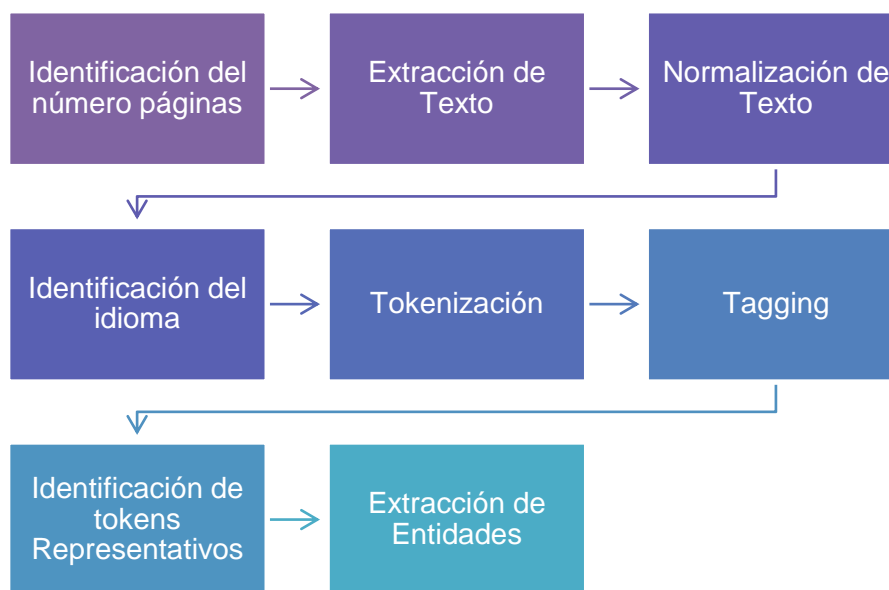 Identificación del
número páginas
Extracción de
Texto
Normalización de
Texto
Identificación del
idioma
Tokenización
Tagging
Identificación de
tokens
Representativos
Extracción de
Entidades